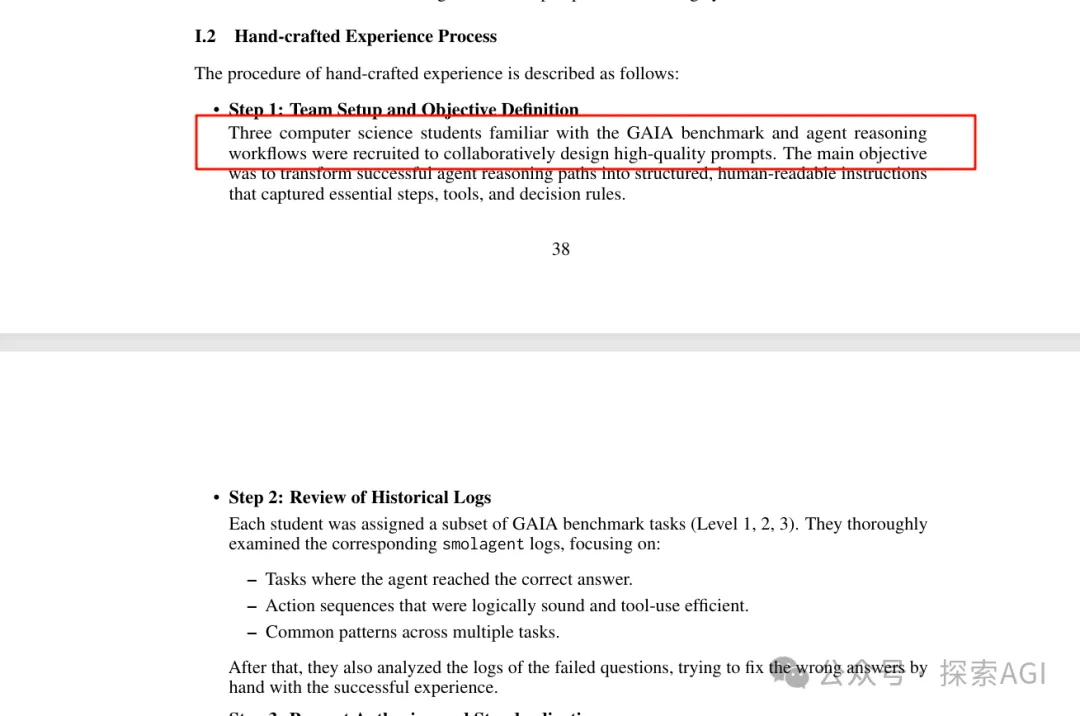 I.2 Hand-crafted Experience Process
The procedure of hand-crafted experience is described as follows:
• Step 1: Team Setup and Objective Definition
Three computer science students familiar with the GAIA benchmark and agent reasoning
workflows were recruited to collaboratively design high-quality prompts. The main objective
was to transform successful agent reasoning paths into structured, human-readable instructions
that captured essential steps, tools, and decision rules.
38
• Step 2: Review of Historical Logs
Each student was assigned a subset of GAIA benchmark tasks (Level 1, 2, 3). They thoroughly
examined the corresponding smolagent logs, focusing on:
– Tasks where the agent reached the correct answer.
– Action sequences that were logically sound and tool-use efficient.
– Common patterns across multiple tasks.
After that, they also analyzed the logs of the failed questions, trying to fix the wrong answers by
hand with the successful experience.
公众号 · 探索AGI